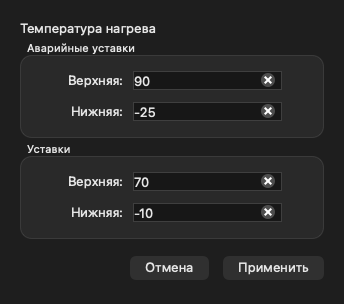 Температура нагрева
Аварийные уставки
Верхняя: 90
Нижняя: -25
Уставки
Верхняя: 70
Нижняя: -10
Отмена Применить